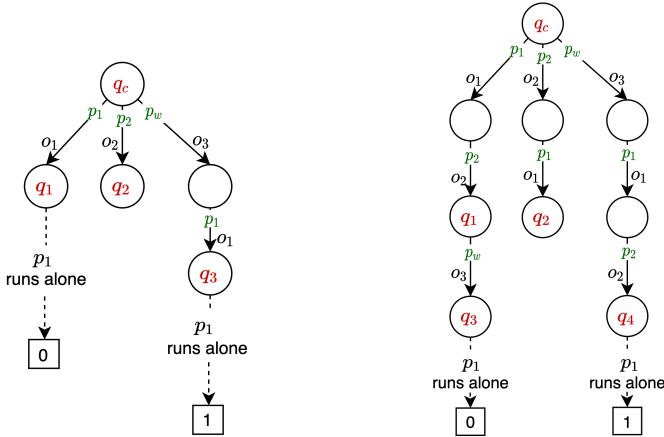 q_c
p_1 p_2 p_w
o_1 o_2 o_3
q_1 q_2
p_1
o_1
q_3
p_1
runs alone
0
p_1
runs alone
1
q_c
p_1 p_2 p_w
o_1 o_2 o_3
p_2 p_1 p_1
o_2 o_1 o_1
q_1 q_2
p_w p_2
o_3 o_2
q_3 q_4
p_1 p_1
runs alone runs alone
0 1